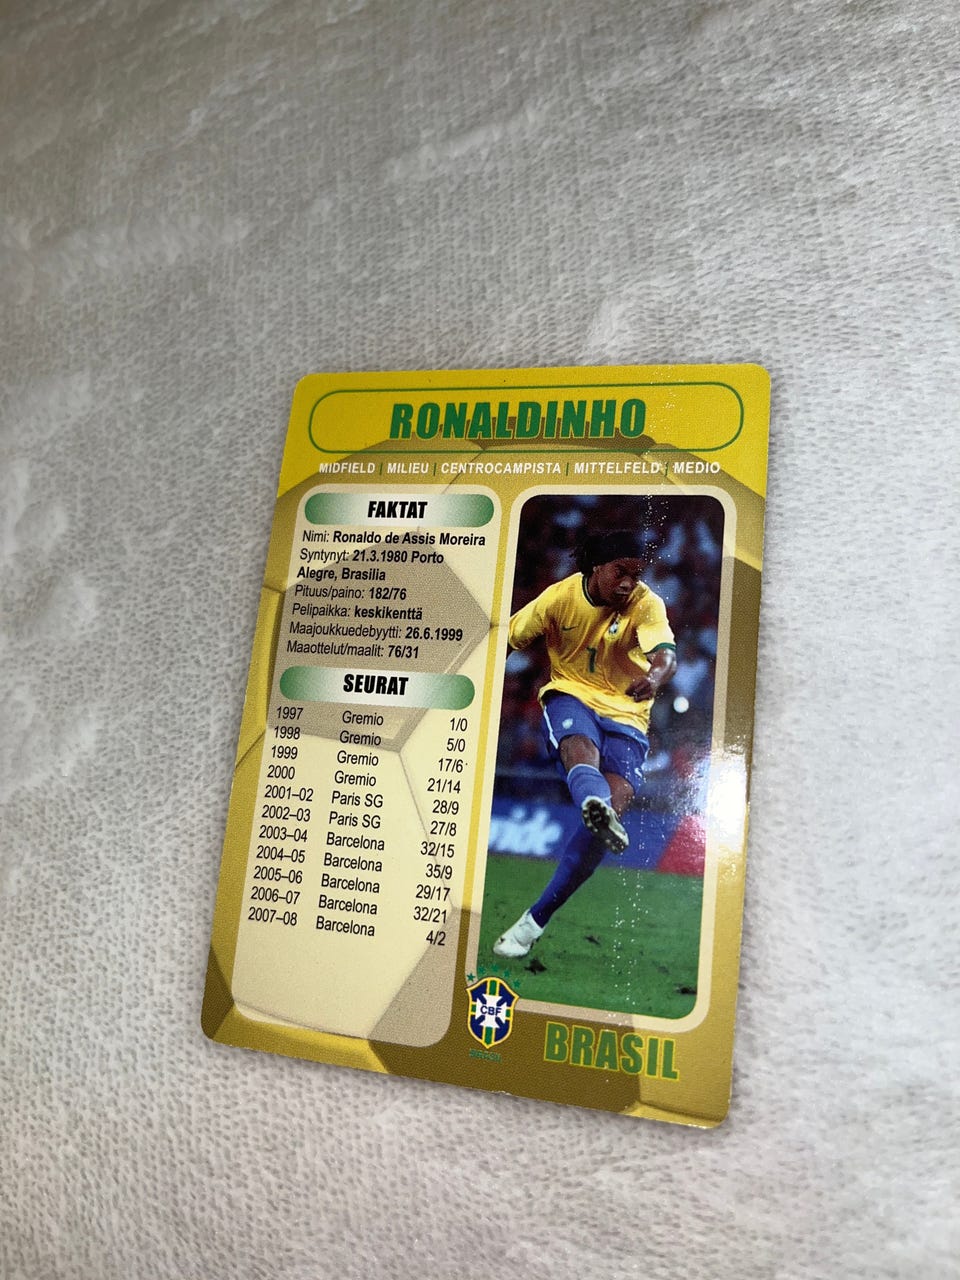 RONALDINHO
MIDFIELD | MILIEU | CENTROCAMPISTA | MITTELFELD | MEDIO
FAKTAT
Nimi: Ronaldo de Assis Moreira
Syntynyt: 21.3.1980 Porto
Alegre, Brasilia
Pituus/paino: 182/76
Pelipaikka: keskikenttä
Maajoukkuedebyytti: 26.6.1999
Maaottelut/maalit: 76/31
SEURAT
1997 Gremio 1/0
1998 Gremio 5/0
1999 Gremio 17/6
2000 Gremio 21/14
2001–02 Paris SG 28/9
2002–03 Paris SG 27/8
2003–04 Barcelona 32/15
2004–05 Barcelona 35/9
2005–06 Barcelona 29/17
2006–07 Barcelona 32/21
2007–08 Barcelona 4/2
7
CBF
BRASIL
BRASIL